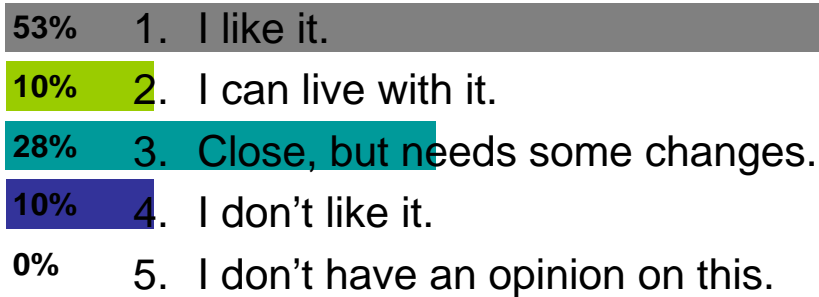 53% 1. I like it.
10% 2. I can live with it.
28% 3. Close, but needs some changes.
10% 4. I don’t like it.
0% 5. I don’t have an opinion on this.